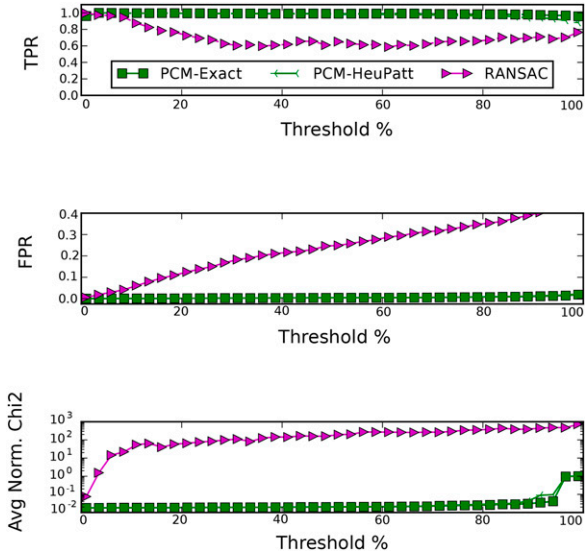 TPR
1.0
0.8
0.6
0.4
0.2
0.0
PCM-Exact PCM-HeuPatt RANSAC
0 20 40 60 80 100
Threshold %
FPR
0.4
0.3
0.2
0.1
0.0
0 20 40 60 80 100
Threshold %
Avg Norm. Chi2
10^3
10^2
10^1
10^0
10^-1
10^-2
0 20 40 60 80 100
Threshold %